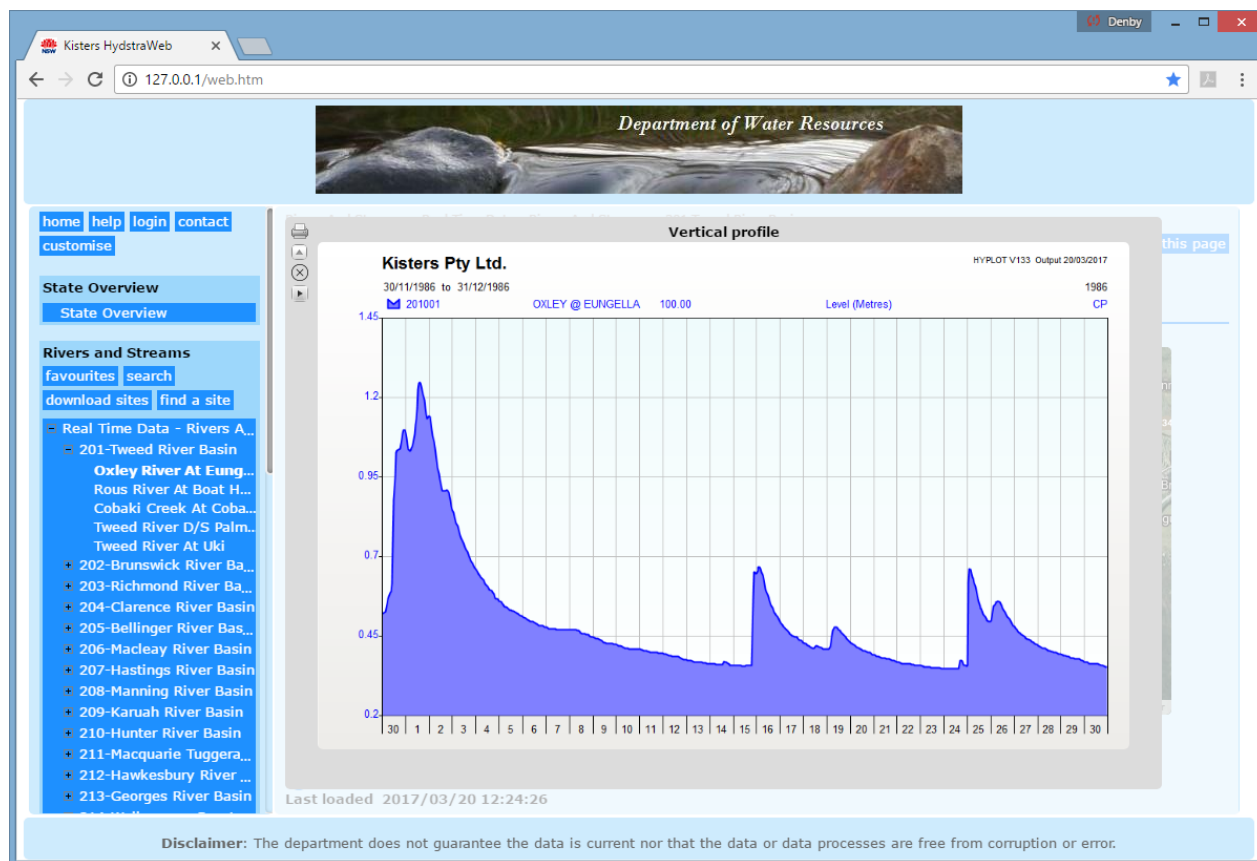 Denby
Kisters HydstraWeb
127.0.0.1/web.htm
Department of Water Resources
home help login contact
customise
State Overview
State Overview
Rivers and Streams
favourites search
download sites find a site
Real Time Data - Rivers A...
201-Tweed River Basin
Oxley River At Eung...
Rous River At Boat H...
Cobaki Creek At Coba...
Tweed River D/S Palm...
Tweed River At Uki
202-Brunswick River Ba...
203-Richmond River Ba...
204-Clarence River Basin
205-Bellinger River Bas...
206-Macleay River Basin
207-Hastings River Basin
208-Manning River Basin
209-Karuah River Basin
210-Hunter River Basin
211-Macquarie Tuggera...
212-Hawkesbury River ...
213-Georges River Basin
this page
Vertical profile
Kisters Pty Ltd.
HYPLOT V133 Output 20/03/2017
30/11/1986 to 31/12/1986
1986
201001 OXLEY @ EUNGELLA 100.00 Level (Metres) CP
1.45
1.2
0.95
0.7
0.45
0.2
30 1 2 3 4 5 6 7 8 9 10 11 12 13 14 15 16 17 18 19 20 21 22 23 24 25 26 27 28 29 30
Last loaded 2017/03/20 12:24:26
Disclaimer: The department does not guarantee the data is current nor that the data or data processes are free from corruption or error.